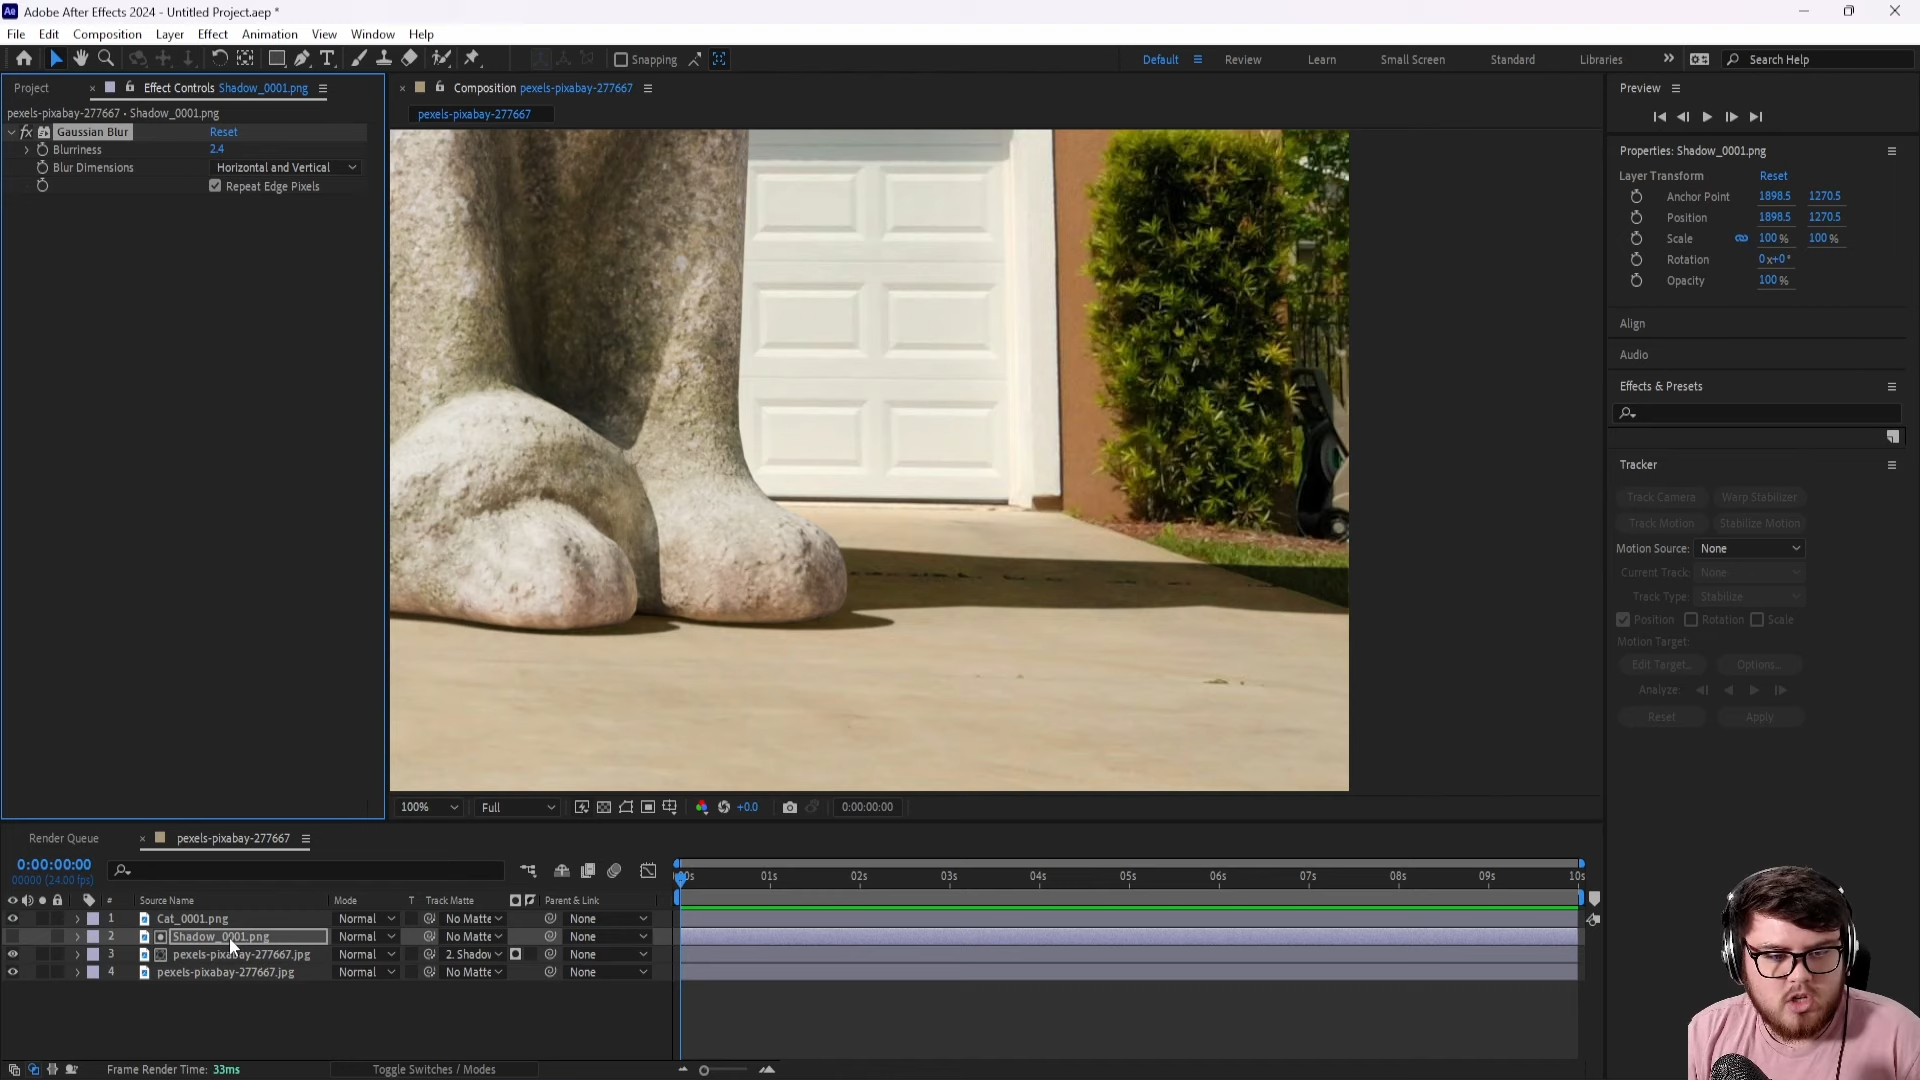 Ae Adobe After Effects 2024 - Untitled Project.aep *
File Edit Composition Layer Effect Animation View Window Help
Snapping
Default Review Learn Small Screen Standard Libraries Search Help
Project
Effect Controls Shadow_0001.png
pexels-pixabay-277667 • Shadow_0001.png
fx Gaussian Blur Reset
Blurriness 2.4
Blur Dimensions Horizontal and Vertical
Repeat Edge Pixels
Composition pexels-pixabay-277667
pexels-pixabay-277667
100% Full +0.0 0:00:00:00
Preview
Properties: Shadow_0001.png
Layer Transform Reset
Anchor Point 1898.5 1270.5
Position 1898.5 1270.5
Scale 100 % 100 %
Rotation 0x+0°
Opacity 100 %
Align
Audio
Effects & Presets
Tracker
Track Camera Warp Stabilizer
Track Motion Stabilize Motion
Motion Source: None
Current Track: None
Track Type: Stabilize
Position Rotation Scale
Motion Target:
Edit Target... Options...
Analyze:
Reset Apply
Render Queue pexels-pixabay-277667
0:00:00:00
00000 (24.00 fps)
01s 02s 03s 04s 05s 06s 07s 08s 10s
# Source Name Mode T Track Matte Parent & Link
1 Cat_0001.png Normal No Matte None
2 Shadow_0001.png Normal No Matte None
3 pexels-pixabay-277667.jpg Normal 2. Shadow None
4 pexels-pixabay-277667.jpg Normal No Matte None
Frame Render Time: 33ms Toggle Switches / Modes